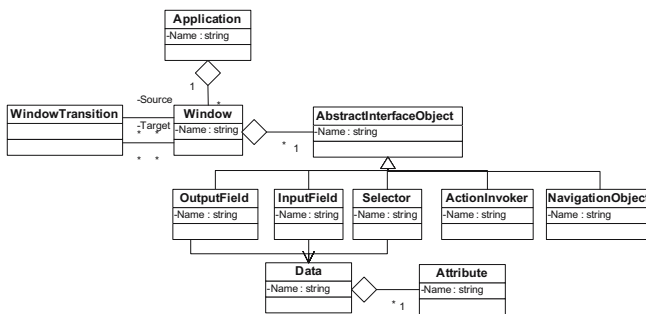 Application
-Name : string
1
*
-Source
WindowTransition
Window
-Target
-Name : string
* *
* *
AbstractInterfaceObject
-Name : string
* 1
OutputField
-Name : string
InputField
-Name : string
Selector
-Name : string
ActionInvoker
-Name : string
NavigationObject
-Name : string
Data
-Name : string
* 1
Attribute
-Name : string